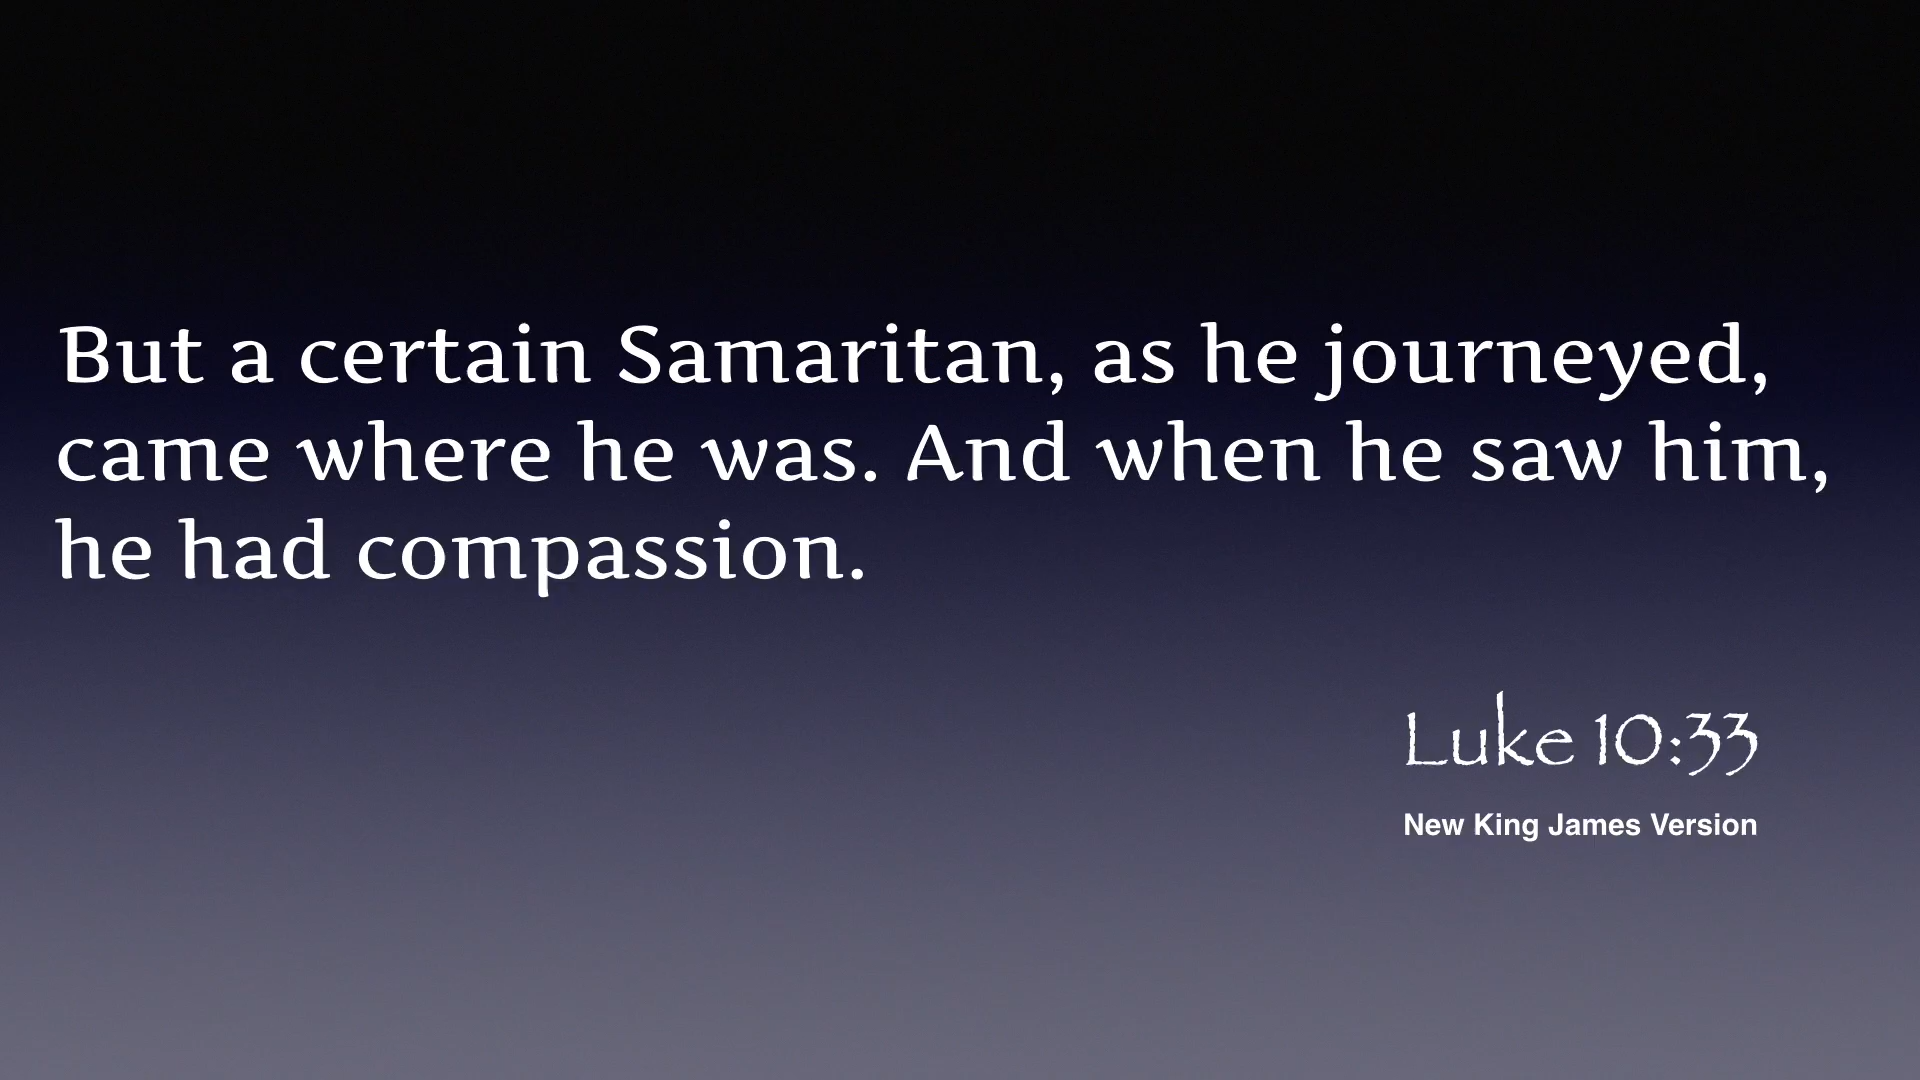 But a certain Samaritan, as he journeyed,
came where he was. And when he saw him,
he had compassion.
Luke 10:33
New King James Version